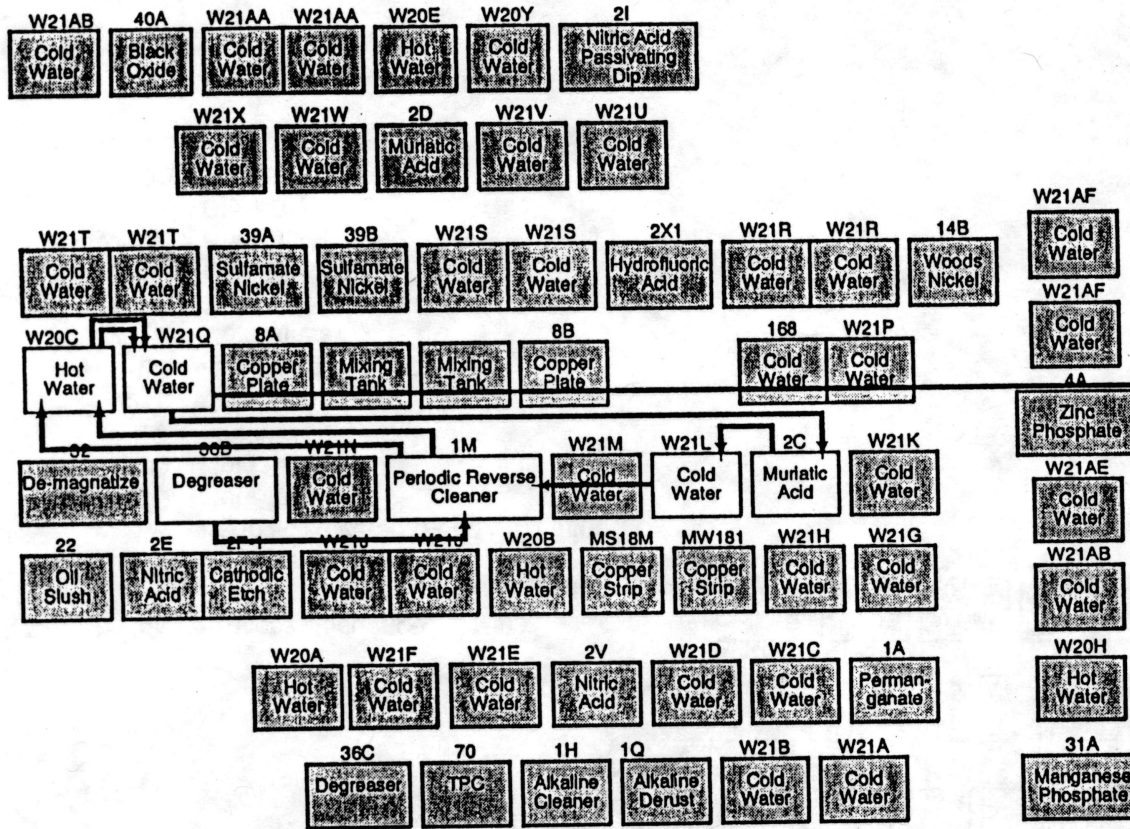 W21AB 40A W21AA W21AA W20E W20Y 2I
Cold Black Cold Cold Hot Cold Nitric Acid
Water Oxide Water Water Water Water Passivating
Dip
W21X W21W 2D W21V W21U
Cold Cold Muriatic Cold Cold
Water Water Acid Water Water
W21AF
Cold
Water
W21T W21T 39A 39B W21S W21S 2X1 W21R W21R 14B
Cold Cold Sulfamate Sulfamate Cold Cold Hydrofluoric Cold Cold Woods
Water Water Nickel Nickel Water Water Acid Water Water Nickel
W21AF
Cold
Water
W20C W21Q 8A 8B 168 W21P
Hot Cold Copper Mixing Mixing Copper Cold Cold
Water Water Plate Tank Tank Plate Water Water
4A
Zinc
Phosphate
32 36B W21N 1M W21M W21L 2C W21K
De-magnatize Degreaser Cold Periodic Reverse Cold Cold Muriatic Cold
Water Cleaner Water Water Acid Water
W21AE
Cold
Water
22 2E 2F-1 W21J W21J W20B MS18M MW181 W21H W21G
Oil Nitric Cathodic Cold Cold Hot Copper Copper Cold Cold
Slush Acid Etch Water Water Water Strip Strip Water Water
W21AB
Cold
Water
W20A W21F W21E 2V W21D W21C 1A W20H
Hot Cold Cold Nitric Cold Cold Perman- Hot
Water Water Water Acid Water Water ganate Water
36C 70 1H 1Q W21B W21A 31A
Degreaser TPC Alkaline Alkaline Cold Cold Manganese
Cleaner Derust Water Water Phosphate